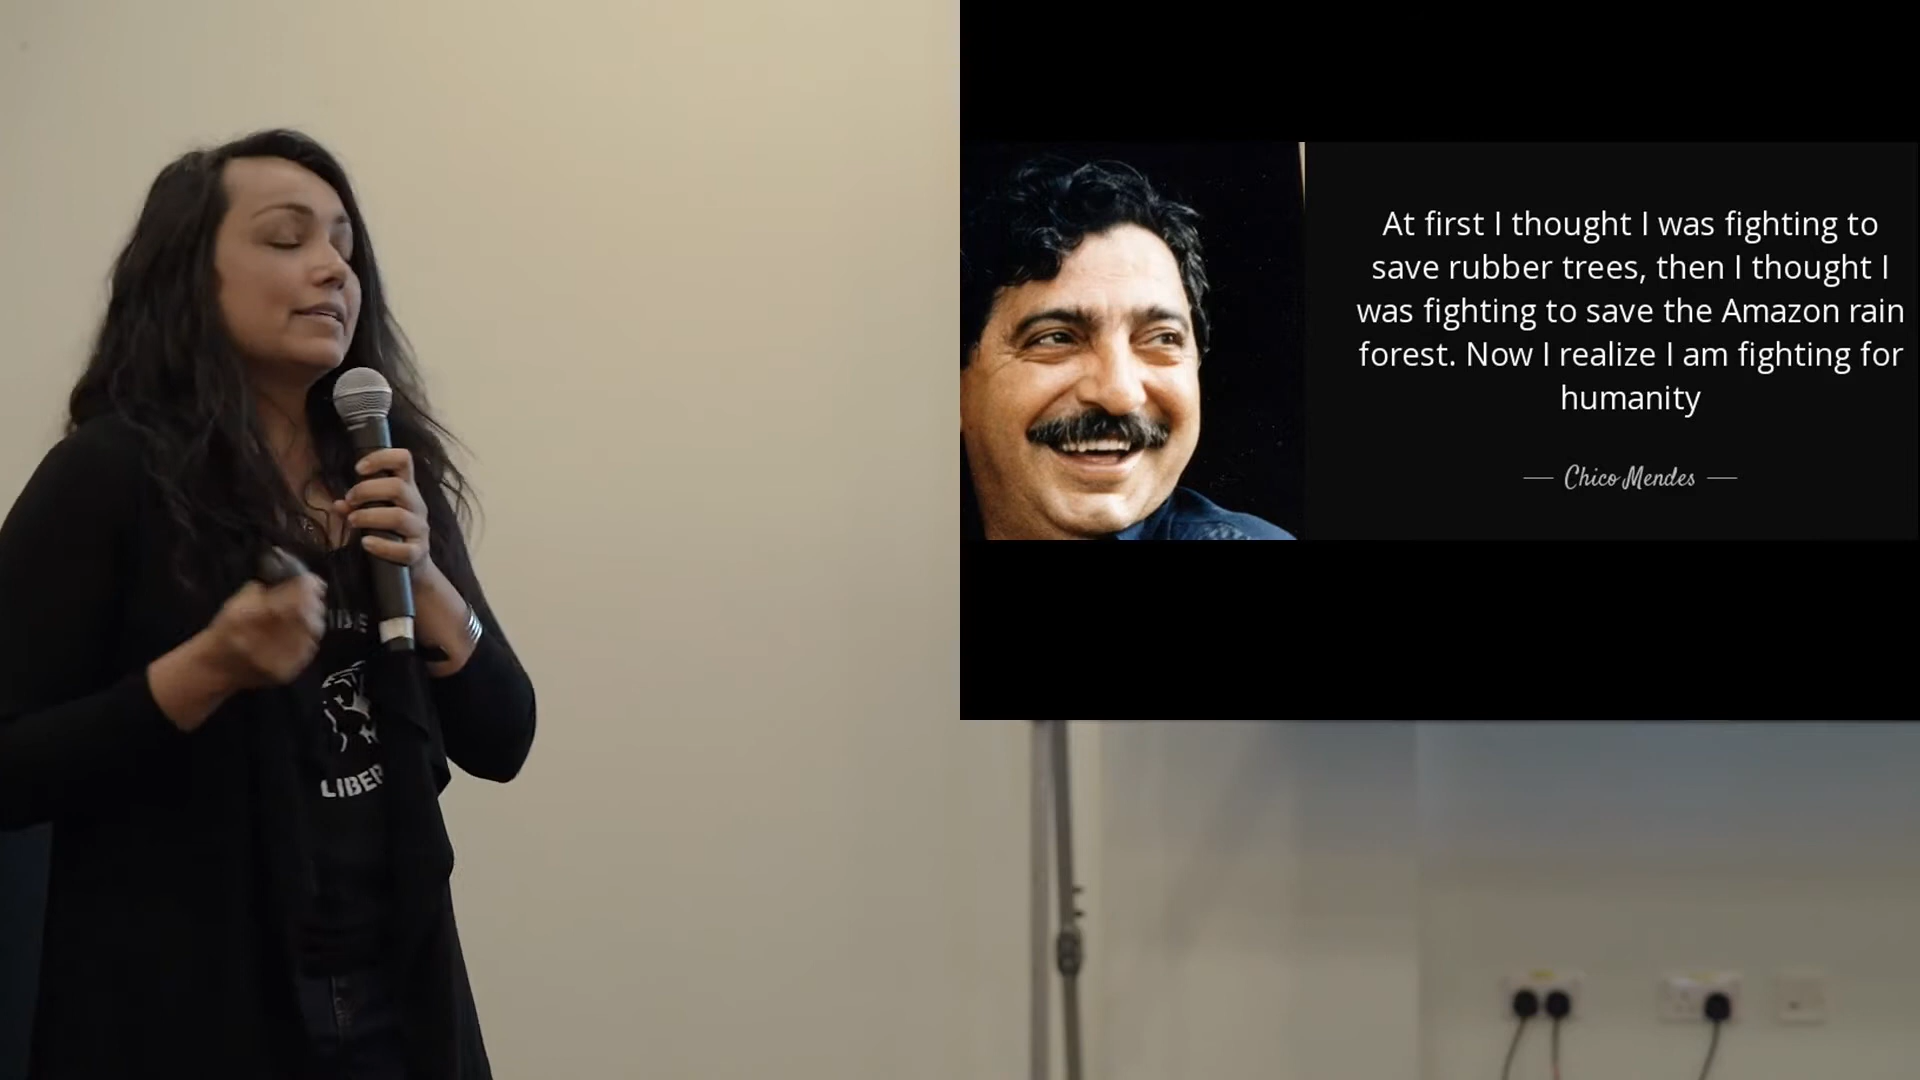 At first I thought I was fighting to
save rubber trees, then I thought I
was fighting to save the Amazon rain
forest. Now I realize I am fighting for
humanity
Chico Mendes